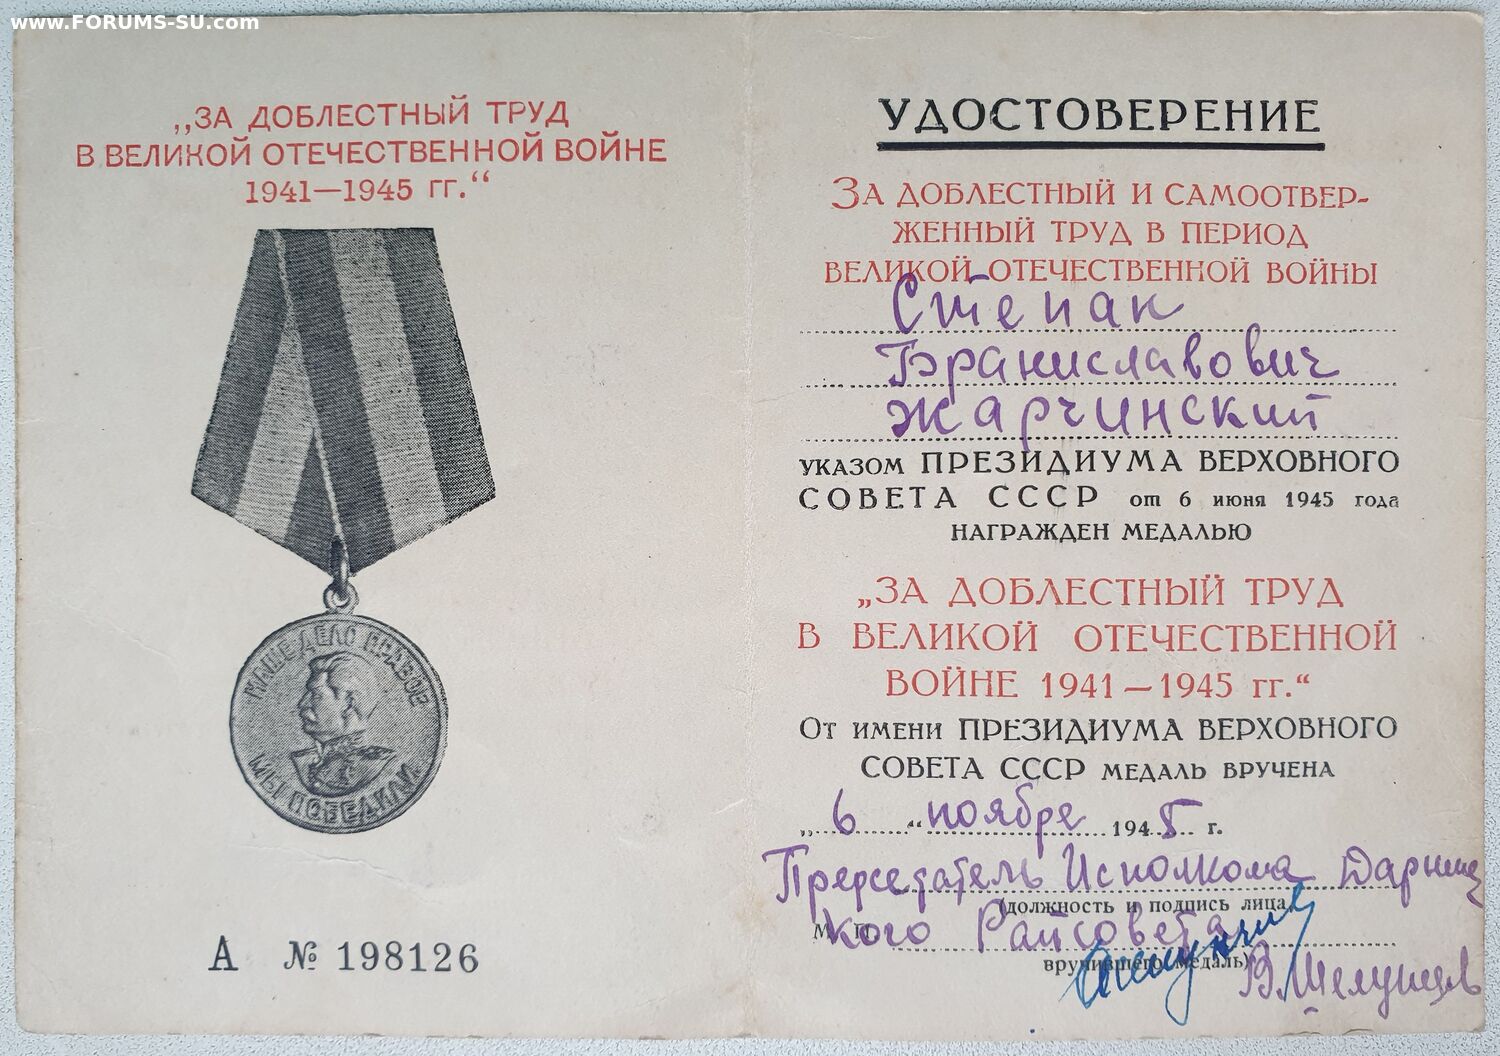 www.FORUMS-SU.com
„ЗА ДОБЛЕСТНЫЙ ТРУД
В ВЕЛИКОЙ ОТЕЧЕСТВЕННОЙ ВОЙНЕ
1941—1945 гг.“
НАШЕ ДЕЛО ПРАВОЕ
МЫ ПОБЕДИЛИ
А № 198126
УДОСТОВЕРЕНИЕ
ЗА ДОБЛЕСТНЫЙ И САМООТВЕР-
ЖЕННЫЙ ТРУД В ПЕРИОД
ВЕЛИКОЙ ОТЕЧЕСТВЕННОЙ ВОЙНЫ
Степан
Браниславович
Жарчинский
УКАЗОМ ПРЕЗИДИУМА ВЕРХОВНОГО
СОВЕТА СССР от 6 июня 1945 года
НАГРАЖДЕН МЕДАЛЬЮ
„ЗА ДОБЛЕСТНЫЙ ТРУД
В ВЕЛИКОЙ ОТЕЧЕСТВЕННОЙ
ВОЙНЕ 1941—1945 гг.“
От имени ПРЕЗИДИУМА ВЕРХОВНОГО
СОВЕТА СССР МЕДАЛЬ ВРУЧЕНА
„6“ ноября 1945 г.
Председатель Исполкома Дарниц
(должность и подпись лица,
М. П.
кого Райсовета
вручившего медаль)